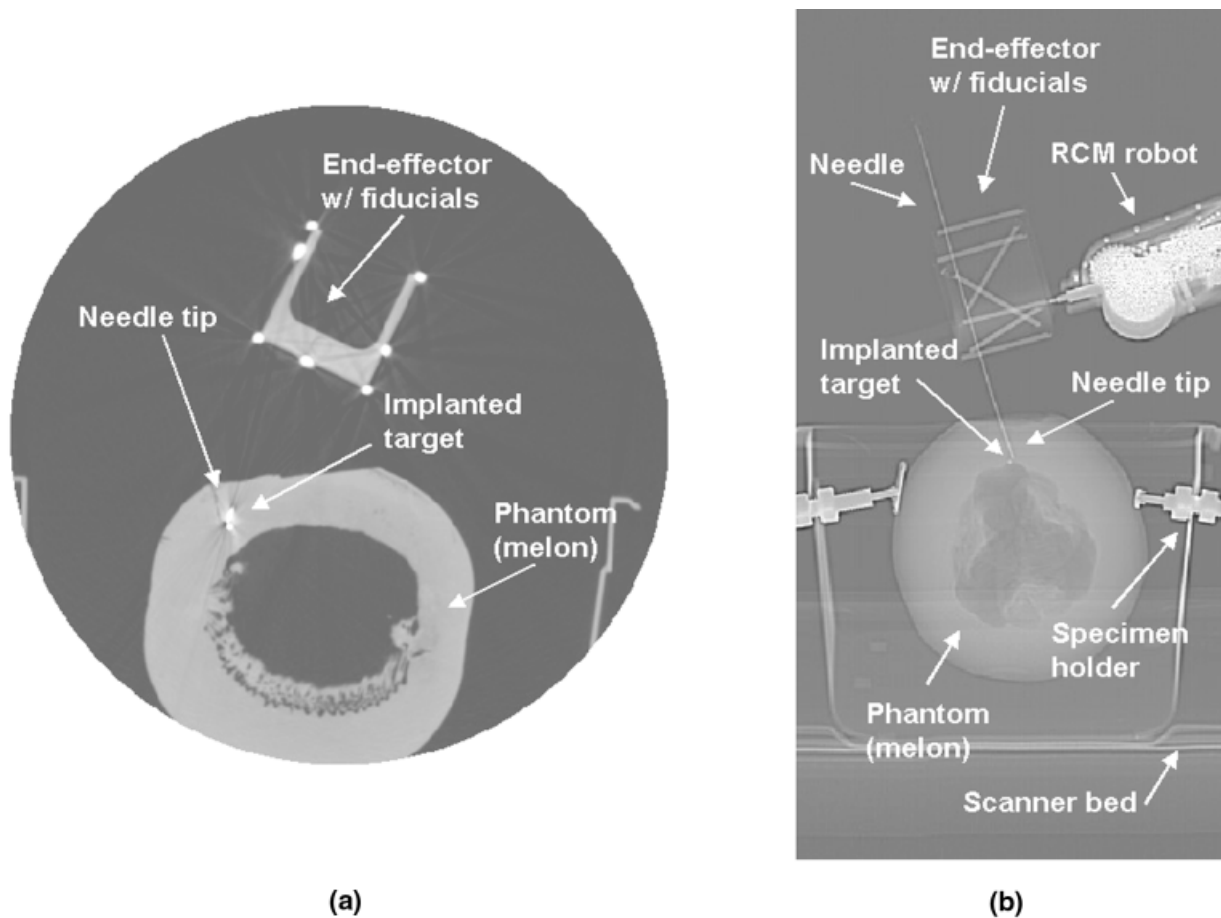 End-effector
w/ fiducials
Needle tip
Implanted
target
Phantom
(melon)
(a)
End-effector
w/ fiducials
Needle
RCM robot
Implanted
target
Needle tip
Specimen
holder
Phantom
(melon)
Scanner bed
(b)